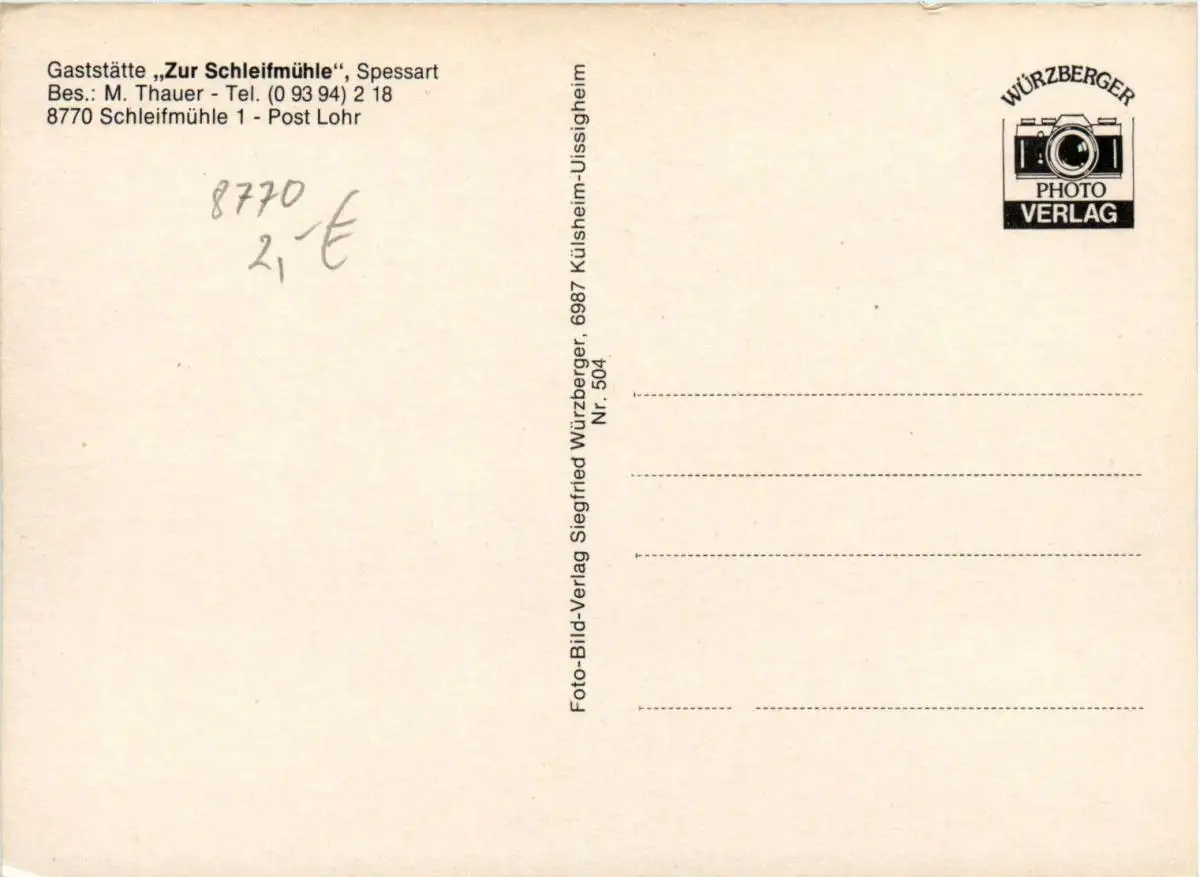 Gaststätte „Zur Schleifmühle“, Spessart
Bes.: M. Thauer - Tel. (0 93 94) 2 18
8770 Schleifmühle 1 - Post Lohr
8770
2,-€
Foto-Bild-Verlag Siegfried Würzberger, 6987 Külsheim-Uissigheim
Nr. 504
WÜRZBERGER
PHOTO
VERLAG